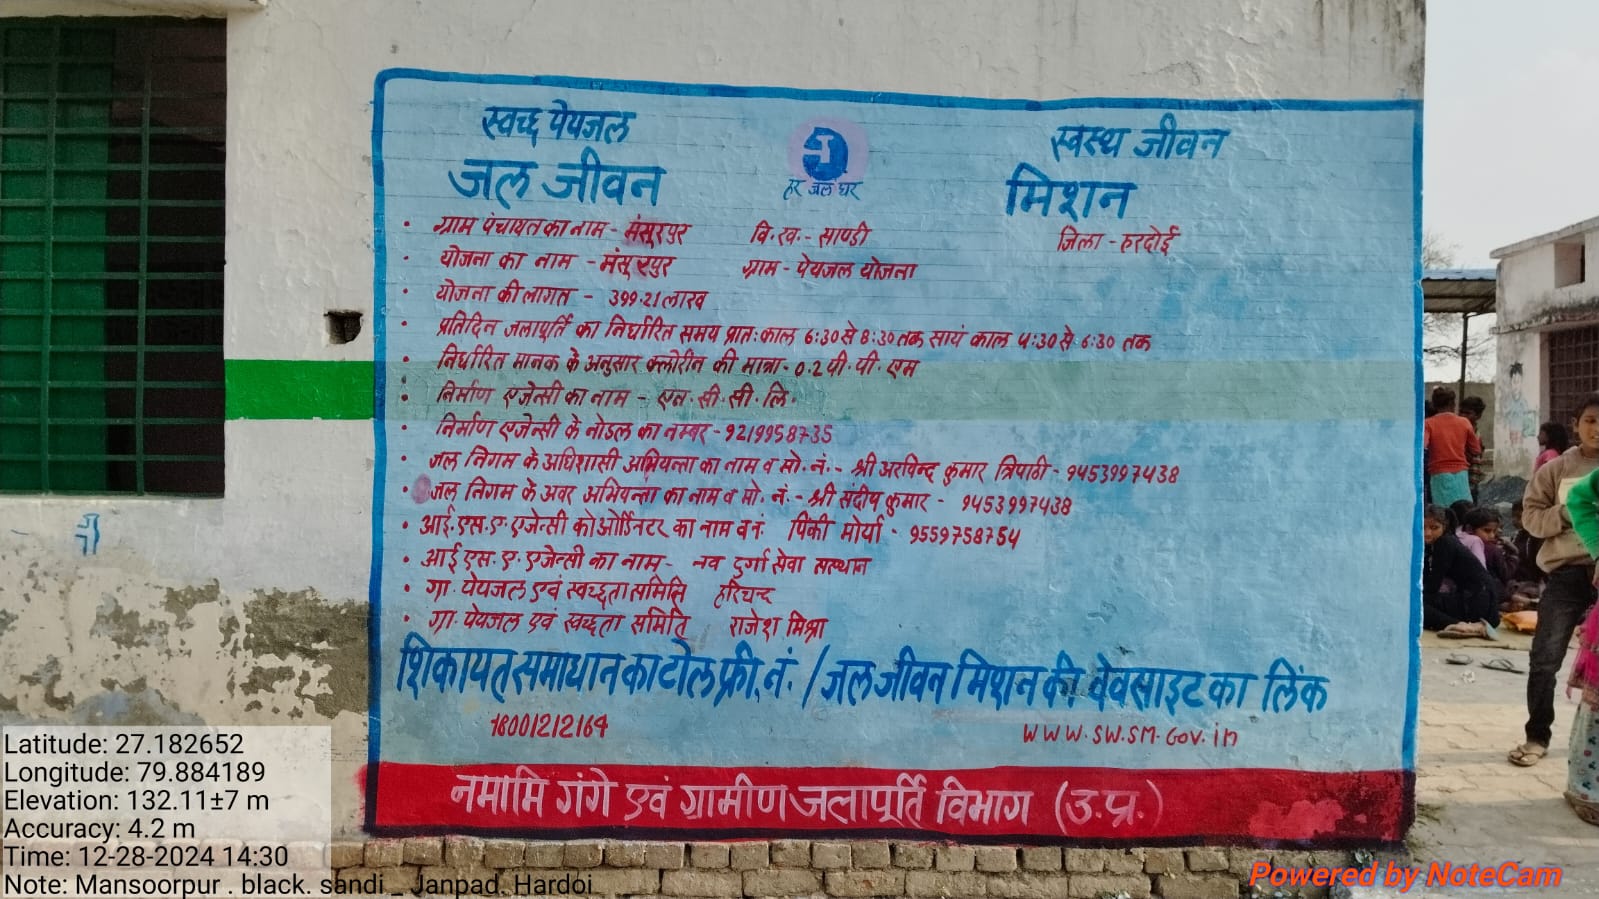 स्वच्छ पेयजल
स्वस्थ जीवन
जल जीवन
हर जल घर
मिशन
• ग्राम पंचायत का नाम - मंसूरपुर वि.ख.- साण्डी जिला - हरदोई
• योजना का नाम - मंसूरपुर ग्राम - पेयजल योजना
• योजना की लागत - 399.21 लाख
• प्रतिदिन जलापूर्ति का निर्धारित समय प्रातः काल 6:30 से 8:30 तक सायं काल 4:30 से 6:30 तक
• निर्धारित मानक के अनुसार क्लोरीन की मात्रा - 0.2 पी.पी.एम
• निर्माण एजेन्सी का नाम - एन.सी.सी.लि.
• निर्माण एजेन्सी के नोडल का नम्बर - 9219958735
• जल निगम के अधिशासी अभियन्ता का नाम व मो. नं.- श्री अरविन्द कुमार त्रिपाठी - 9453997438
• जल निगम के अवर अभियन्ता का नाम व मो. नं.- श्री संदीप कुमार - 9453997438
• आई.एस.ए. एजेन्सी कोओर्डिनटर का नाम व नं. पिंकी मोर्या - 9559758754
• आई एस.ए. एजेन्सी का नाम - नव दुर्गा सेवा सस्थान
• ग्रा. पेयजल एवं स्वच्छता समिति हरिचन्द
• ग्रा. पेयजल एवं स्वच्छता समिति राजेश मिश्रा
शिकायत समाधान का टोल फ्री. नं. / जल जीवन मिशन की वेवसाइट का लिंक
18001212164 www.sw.sm.gov.in
नमामि गंगे एवं ग्रामीण जलापूर्ति विभाग (उ.प्र.)
Latitude: 27.182652
Longitude: 79.884189
Elevation: 132.11±7 m
Accuracy: 4.2 m
Time: 12-28-2024 14:30
Note: Mansoorpur . black. sandi _ Janpad. Hardoi
Powered by NoteCam